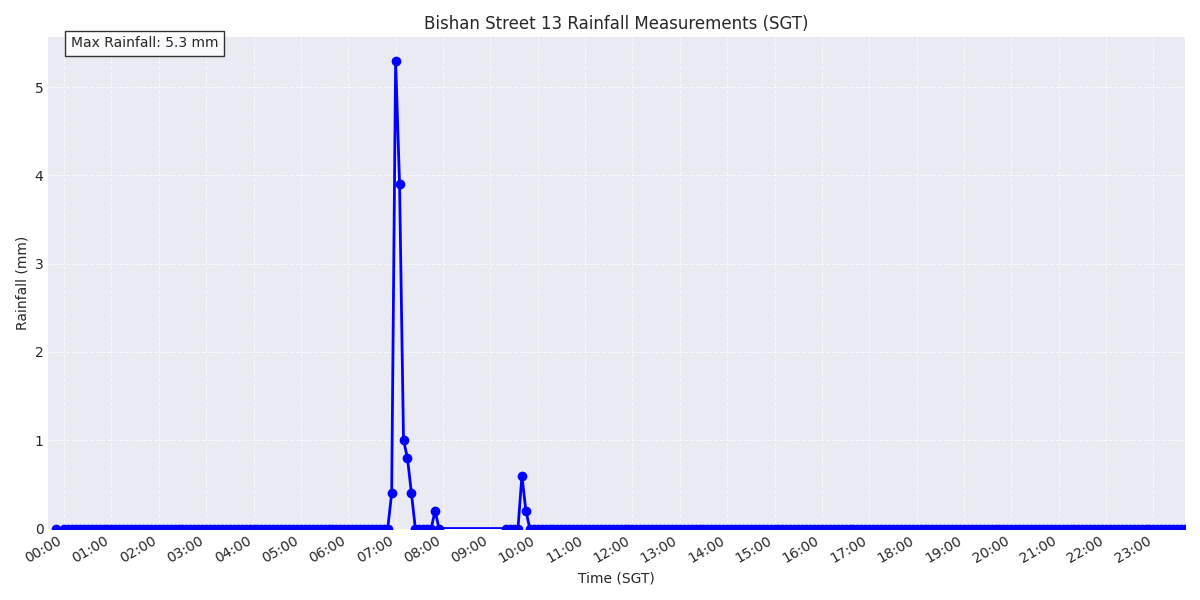 Bishan Street 13 Rainfall Measurements (SGT)
Max Rainfall: 5.3 mm
Rainfall (mm)
5
4
3
2
1
0
00:00 01:00 02:00 03:00 04:00 05:00 06:00 07:00 08:00 09:00 10:00 11:00 12:00 13:00 14:00 15:00 16:00 17:00 18:00 19:00 20:00 21:00 22:00 23:00
Time (SGT)